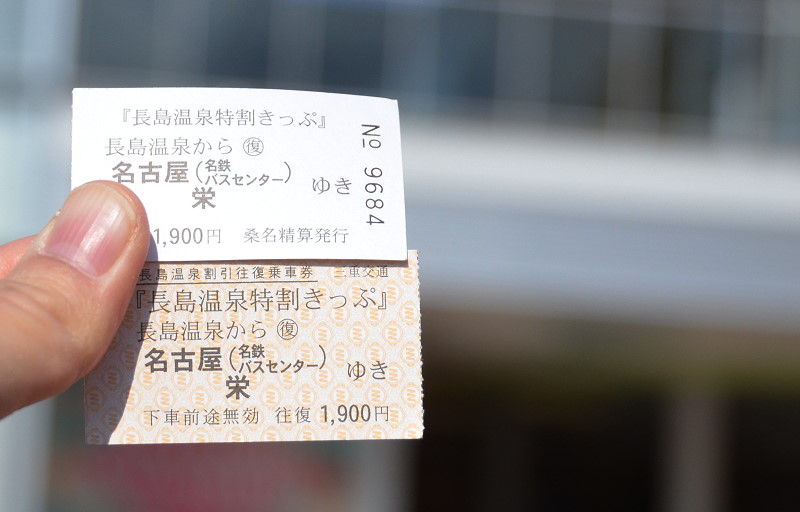 『長島温泉特割きっぷ』
長島温泉から ㊝
名古屋(名鉄バスセンター)
栄
ゆき
1,900円 桑名精算発行
No 9684
長島温泉割引往復乗車券 三重交通
『長島温泉特割きっぷ』
長島温泉から 復
名古屋(名鉄バスセンター)
栄
ゆき
下車前途無効 往復 1,900円